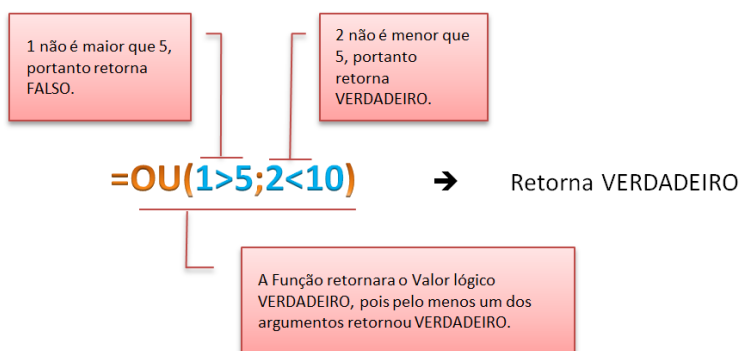 1 não é maior que 5,
portanto retorna
FALSO.
2 não é menor que
5, portanto
retorna
VERDADEIRO.
=OU(1>5;2<10) ➔ Retorna VERDADEIRO
A Função retornara o Valor lógico
VERDADEIRO, pois pelo menos um dos
argumentos retornou VERDADEIRO.